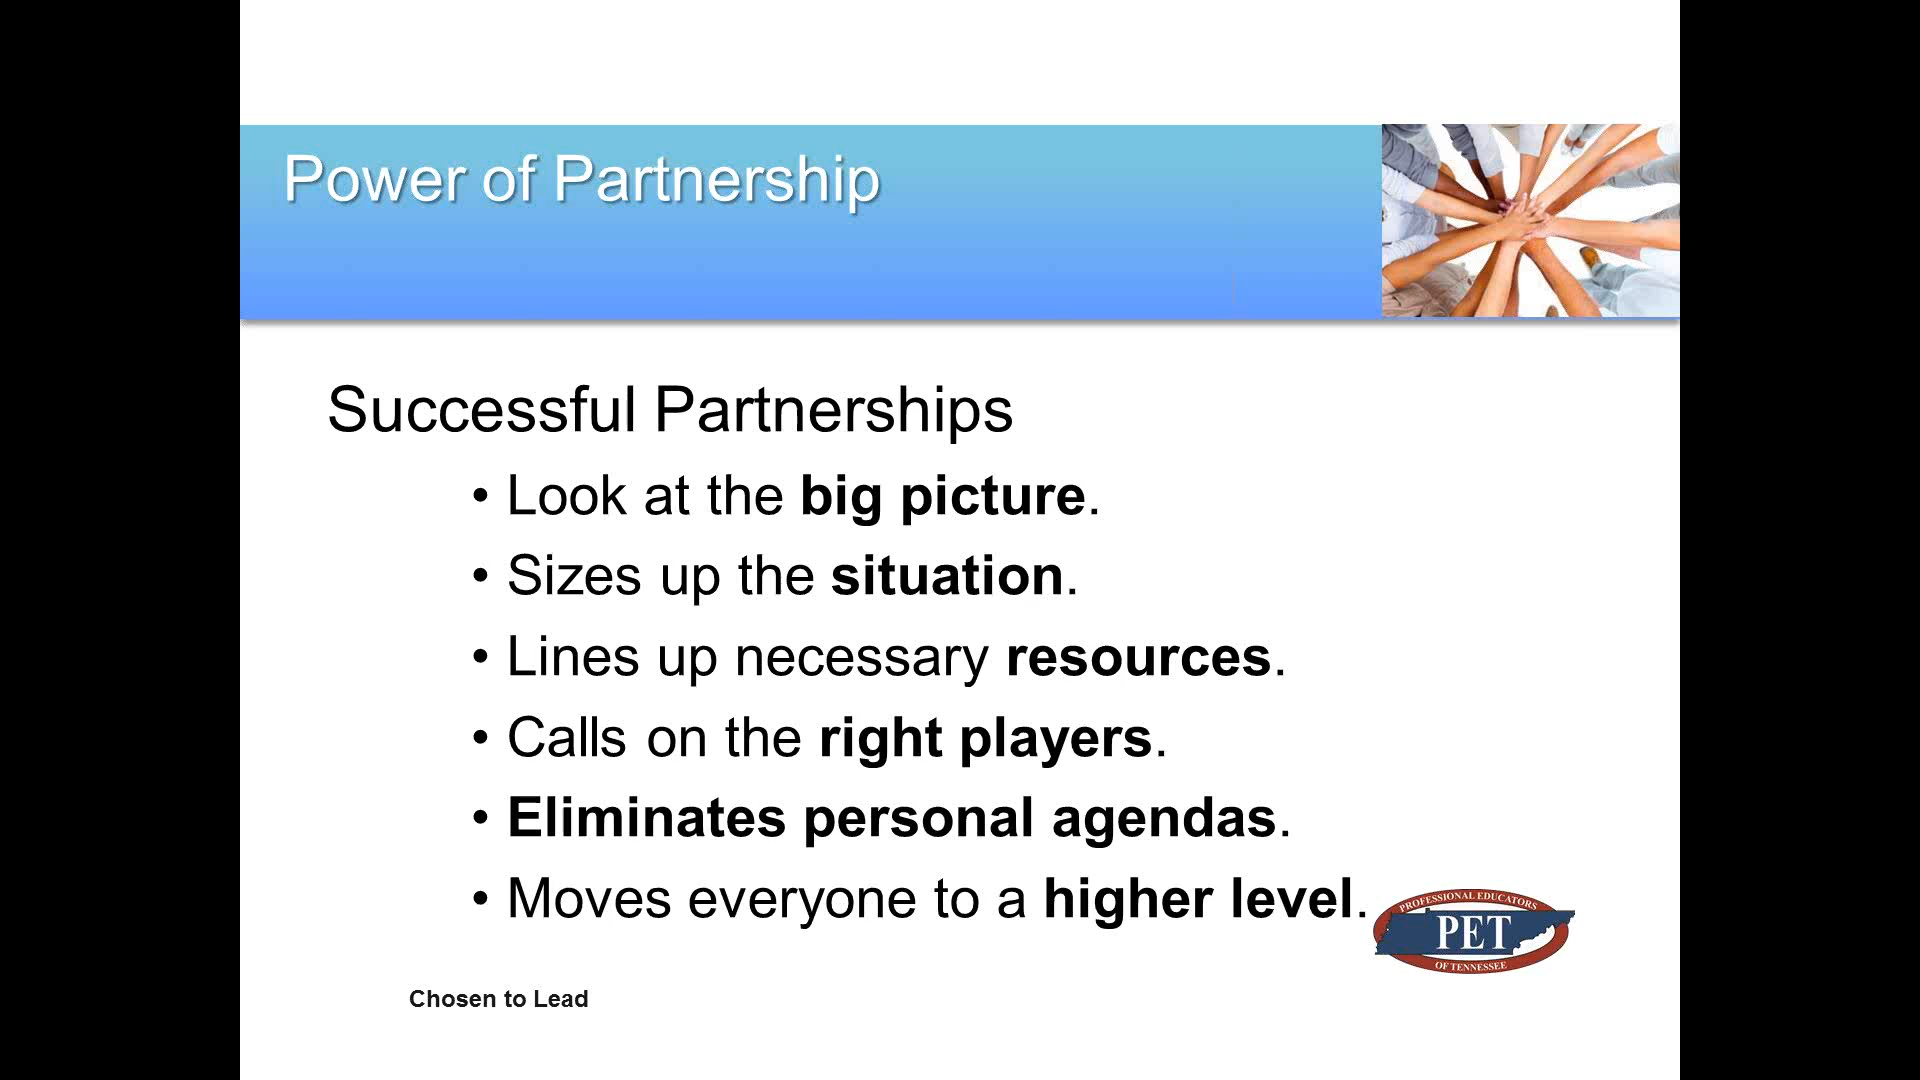 Power of Partnership
Successful Partnerships
• Look at the big picture.
• Sizes up the situation.
• Lines up necessary resources.
• Calls on the right players.
• Eliminates personal agendas.
• Moves everyone to a higher level.
PROFESSIONAL EDUCATORS
PET
OF TENNESSEE
Chosen to Lead